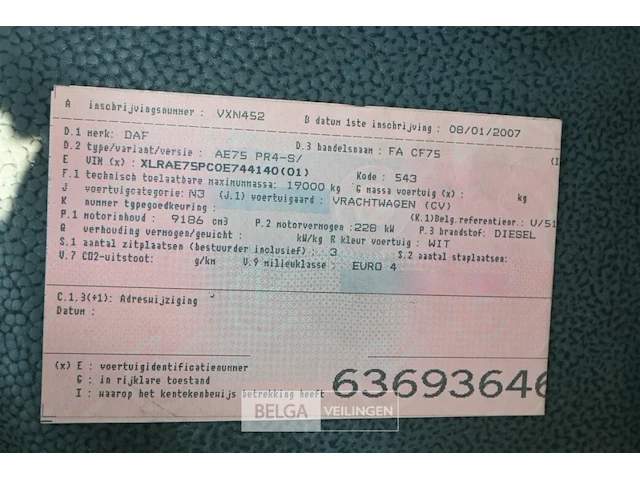 A inschrijvingsnummer : VXN452 B datum 1ste inschrijving : 08/01/2007
D.1 merk: DAF D.3 handelsnaam : FA CF75
D.2 type/variant/versie : AE75 PR4-S/ (I
E VIN (x) : XLRAE75PC0E744140(01) Kode : 543
F.1 technisch toelaatbare maximummassa: 19000 kg G massa voertuig (x) : kg
J voertuigcategorie: N3 (J.1) voertuigaard : VRACHTWAGEN (CV)
K nummer typegoedkeuring : (K.1)Belg.referentienr.: U/51
P.1 motorinhoud : 9186 cm3 P.2 motorvermogen :228 kW P.3 brandstof: DIESEL
Q verhouding vermogen/gewicht : kW/kg R kleur voertuig : WIT
S.1 aantal zitplaatsen (bestuurder inclusief) : 3 S.2 aantal staplaatsen:
V.7 CO2-uitstoot: g/km V.9 milieuklasse : EURO 4
C.1.3(+1): Adreswijziging
Datum :
(x) E : voertuigidentificatienummer
G : in rijklare toestand
I : waarop het kentekenbewijs betrekking heeft
63693646
BELGA VEILINGEN